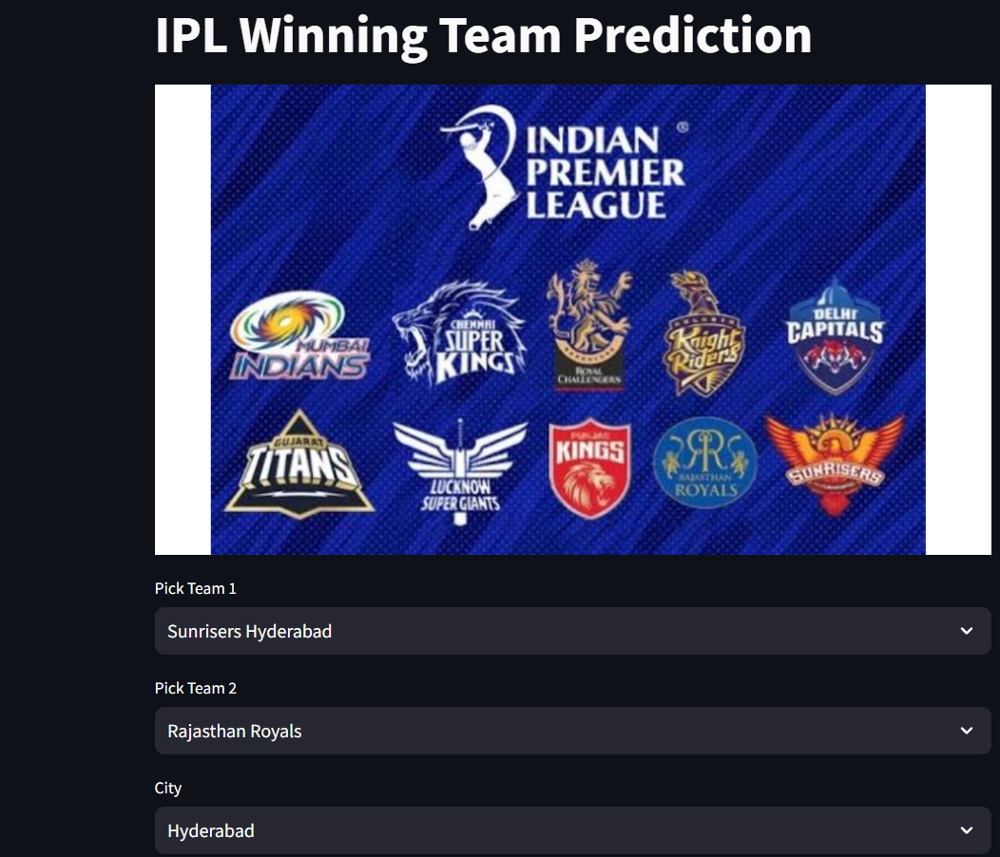 IPL Winning Team Prediction
INDIAN ®
PREMIER
LEAGUE
MUMBAI
INDIANS
CHENNAI
SUPER
KINGS
ROYAL
CHALLENGERS
Knight
Riders
DELHI
CAPITALS
GUJARAT
TITANS
LUCKNOW
SUPER GIANTS
PUNJAB
KINGS
RR
RAJASTHAN
ROYALS
SUNRISERS
Pick Team 1
Sunrisers Hyderabad
Pick Team 2
Rajasthan Royals
City
Hyderabad